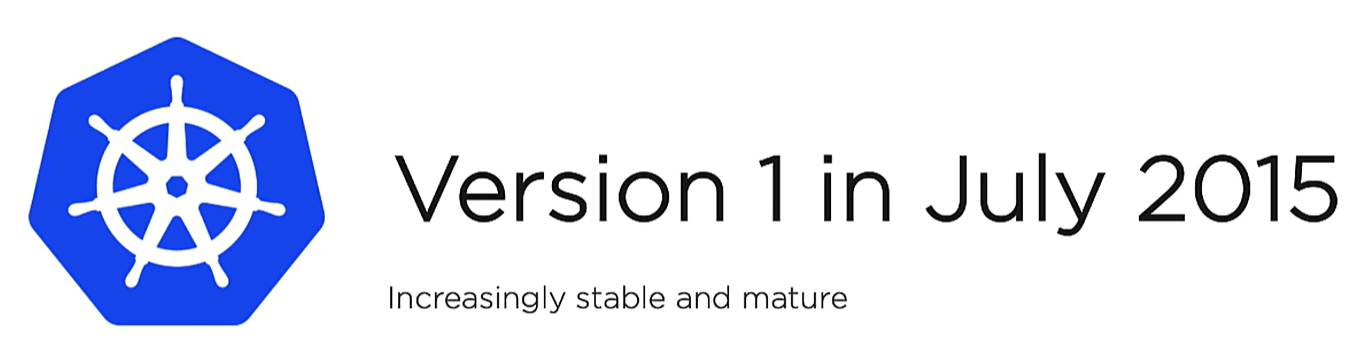 Version 1 in July 2015
Increasingly stable and mature